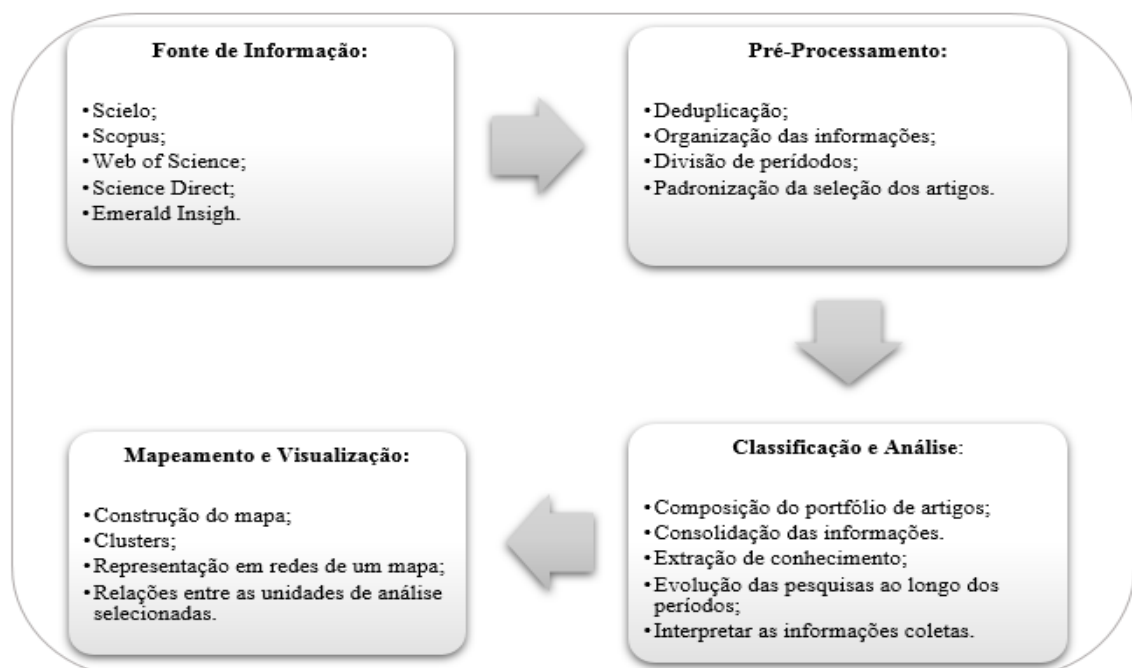 Fonte de Informação:
• Scielo;
• Scopus;
• Web of Science;
• Science Direct;
• Emerald Insigh.
Pré-Processamento:
• Deduplicação;
• Organização das informações;
• Divisão de perídodos;
• Padronização da seleção dos artigos.
Classificação e Análise:
• Composição do portfólio de artigos;
• Consolidação das informações.
• Extração de conhecimento;
• Evolução das pesquisas ao longo dos
períodos;
• Interpretar as informações coletas.
Mapeamento e Visualização:
• Construção do mapa;
• Clusters;
• Representação em redes de um mapa;
• Relações entre as unidades de análise
selecionadas.